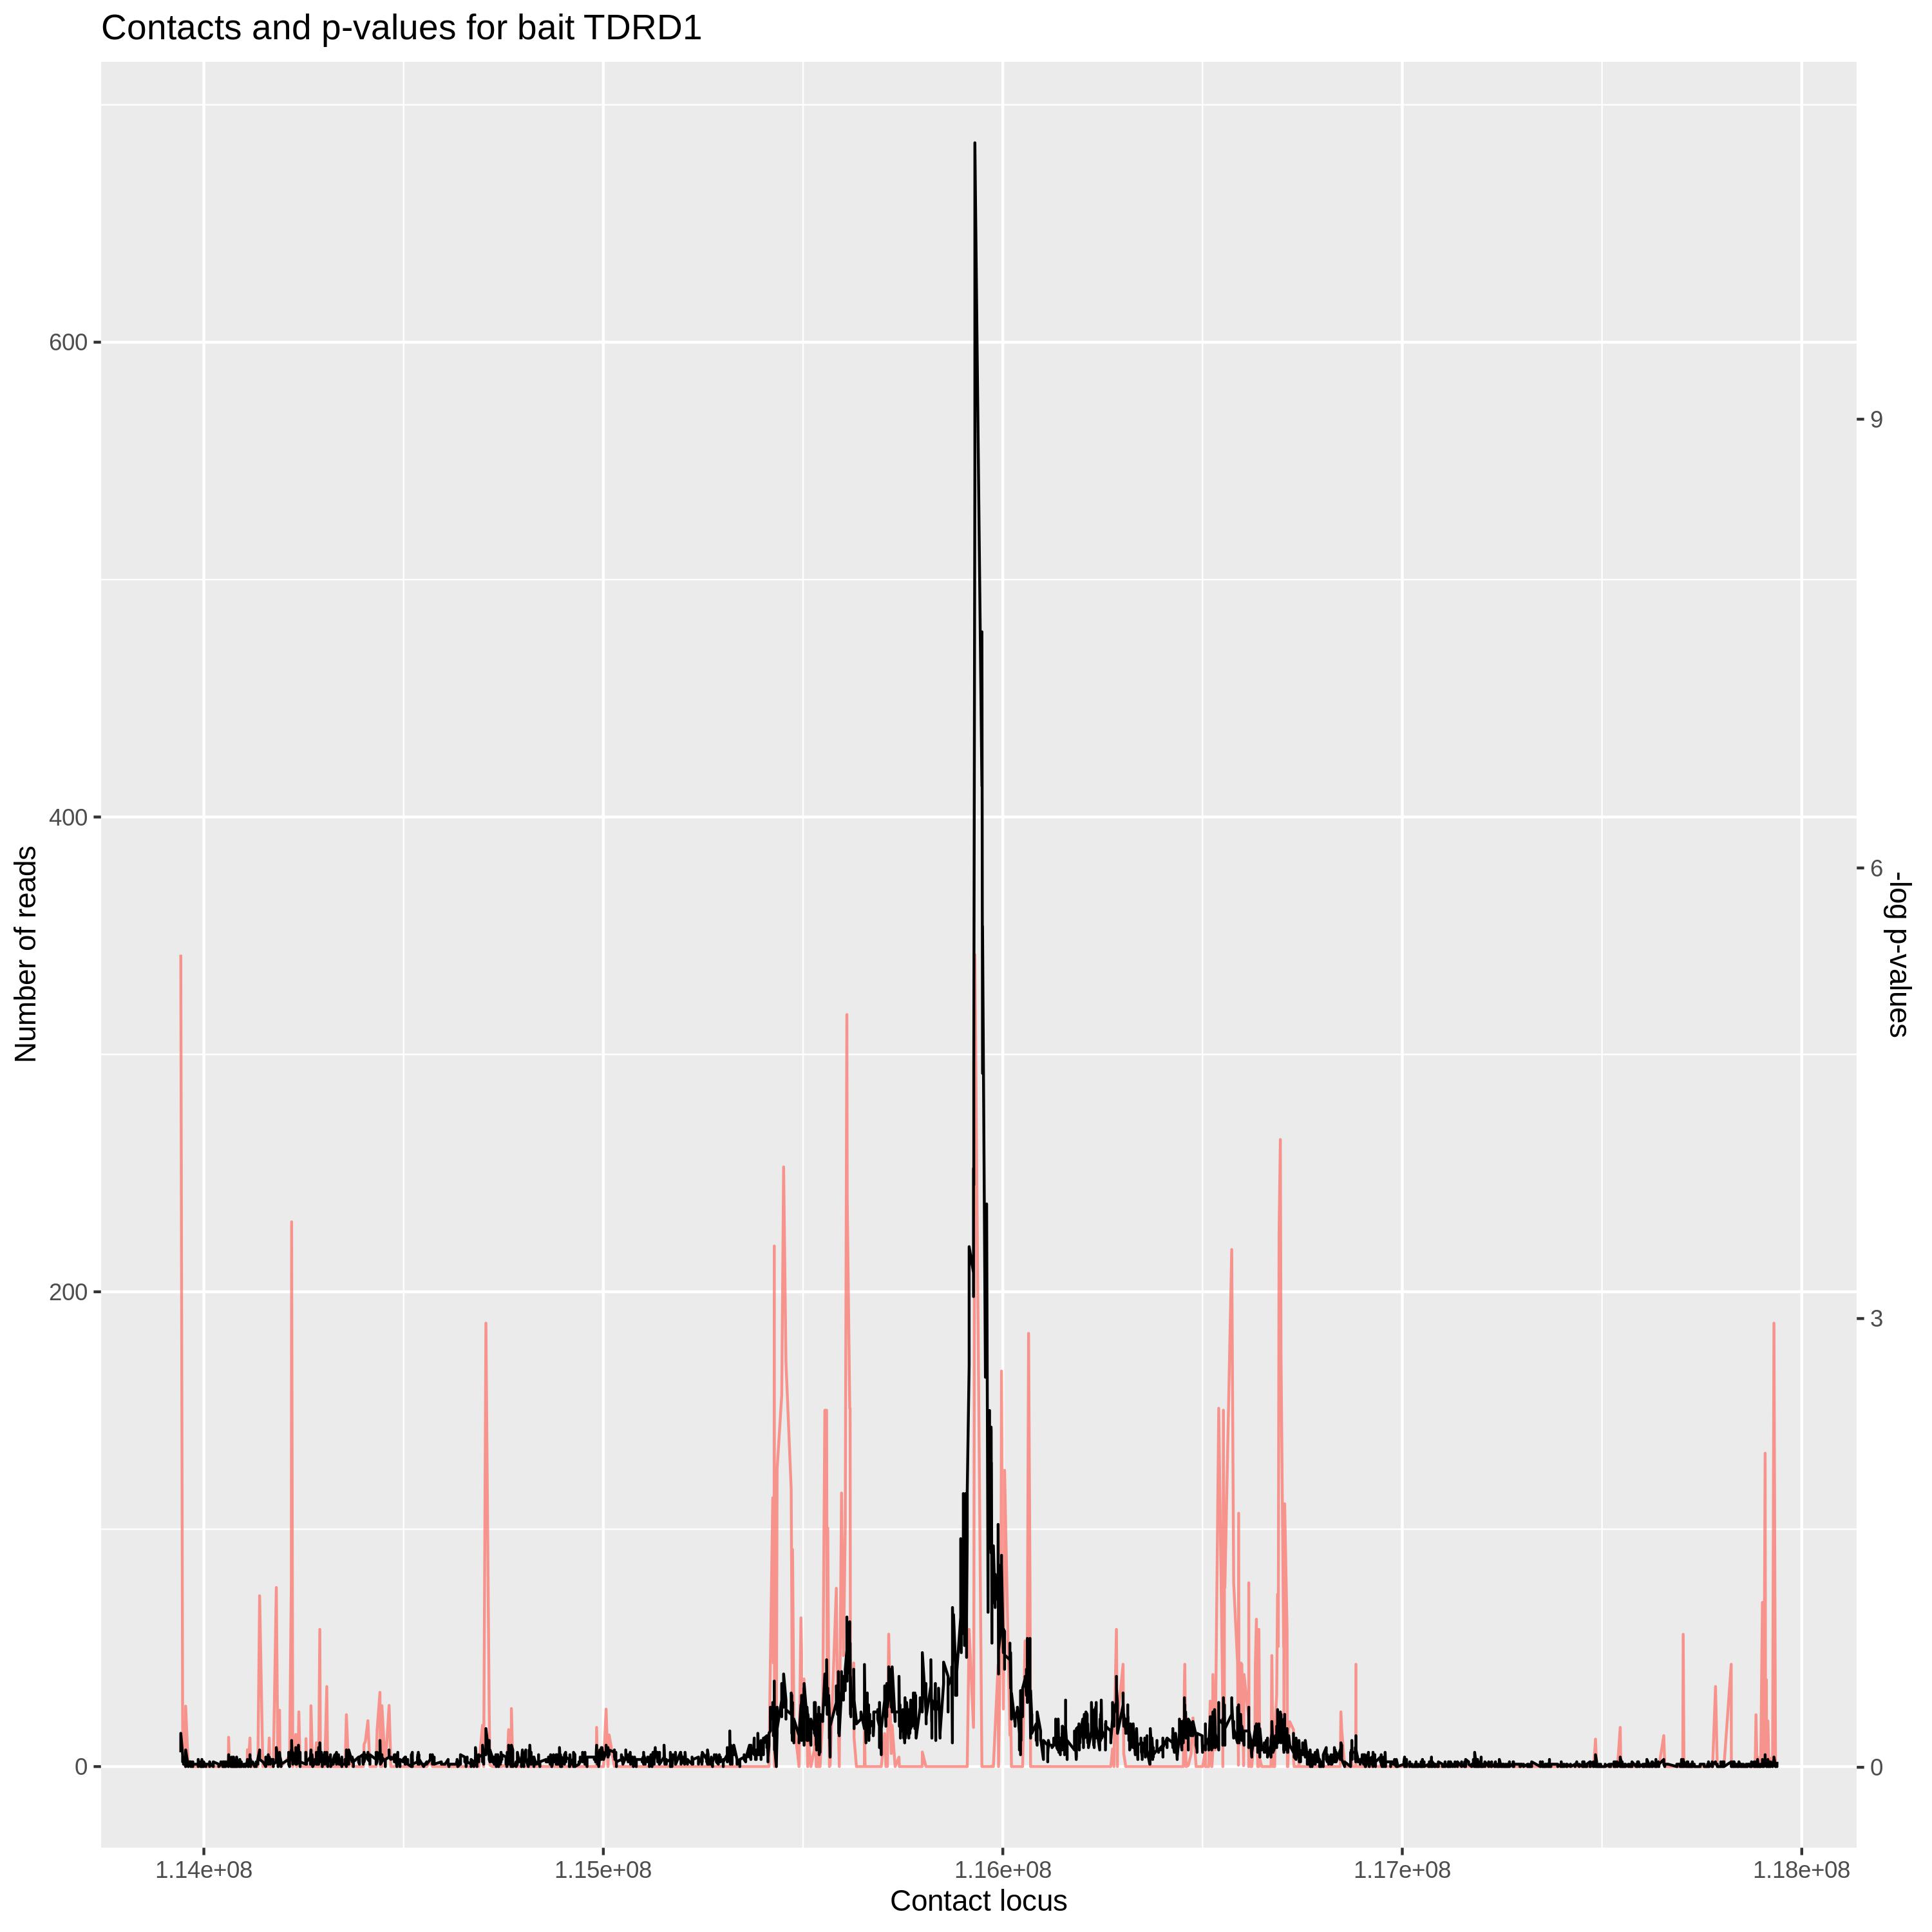 Contacts and p-values for bait TDRD1
Number of reads
600
400
200
0
9
6
3
0
-log p-values
1.14e+08
1.15e+08
1.16e+08
1.17e+08
1.18e+08
Contact locus